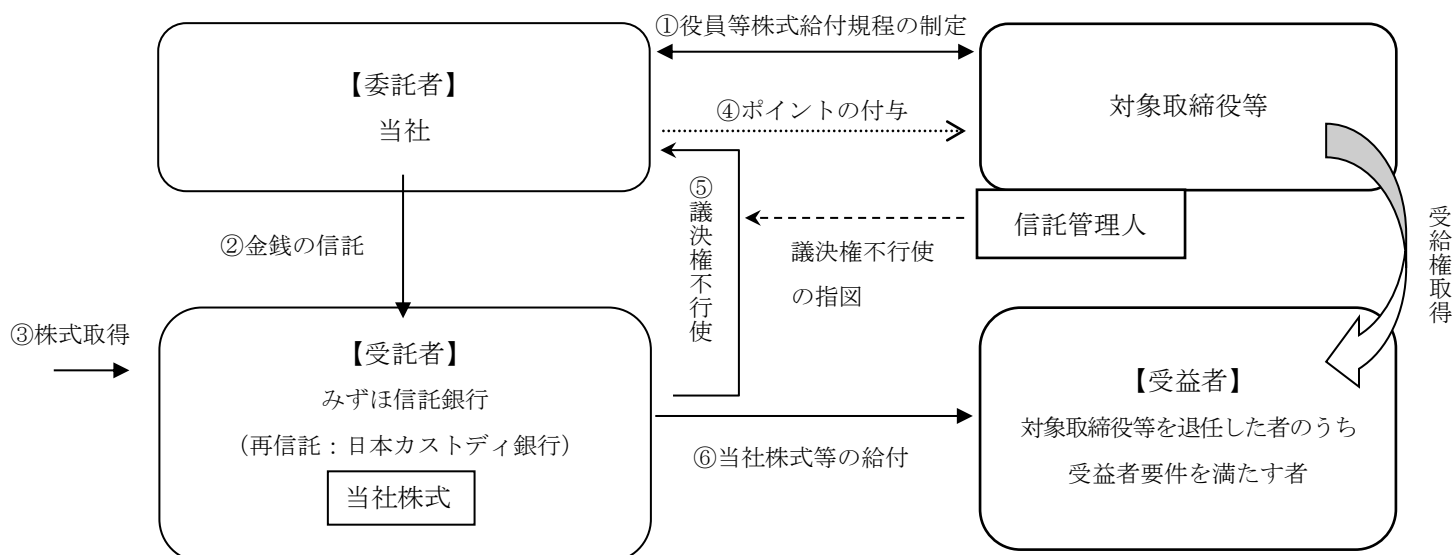 ①役員等株式給付規程の制定
【委託者】
当社
対象取締役等
④ポイントの付与
②金銭の信託
⑤議決権不行使
議決権不行使
の指図
信託管理人
受給権取得
③株式取得
【受託者】
みずほ信託銀行
(再信託：日本カストディ銀行)
当社株式
⑥当社株式等の給付
【受益者】
対象取締役等を退任した者のうち
受益者要件を満たす者